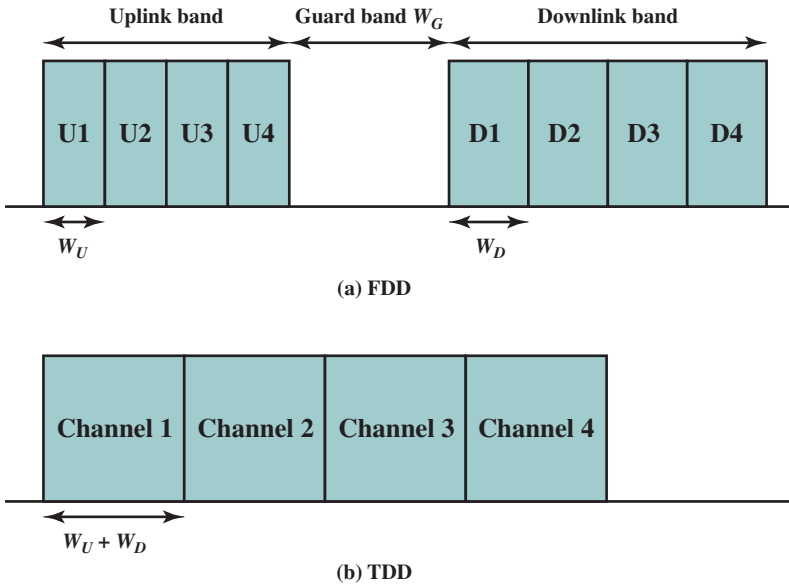 Uplink band Guard band W_G Downlink band
U1 U2 U3 U4 D1 D2 D3 D4
W_U W_D
(a) FDD
Channel 1 Channel 2 Channel 3 Channel 4
W_U + W_D
(b) TDD